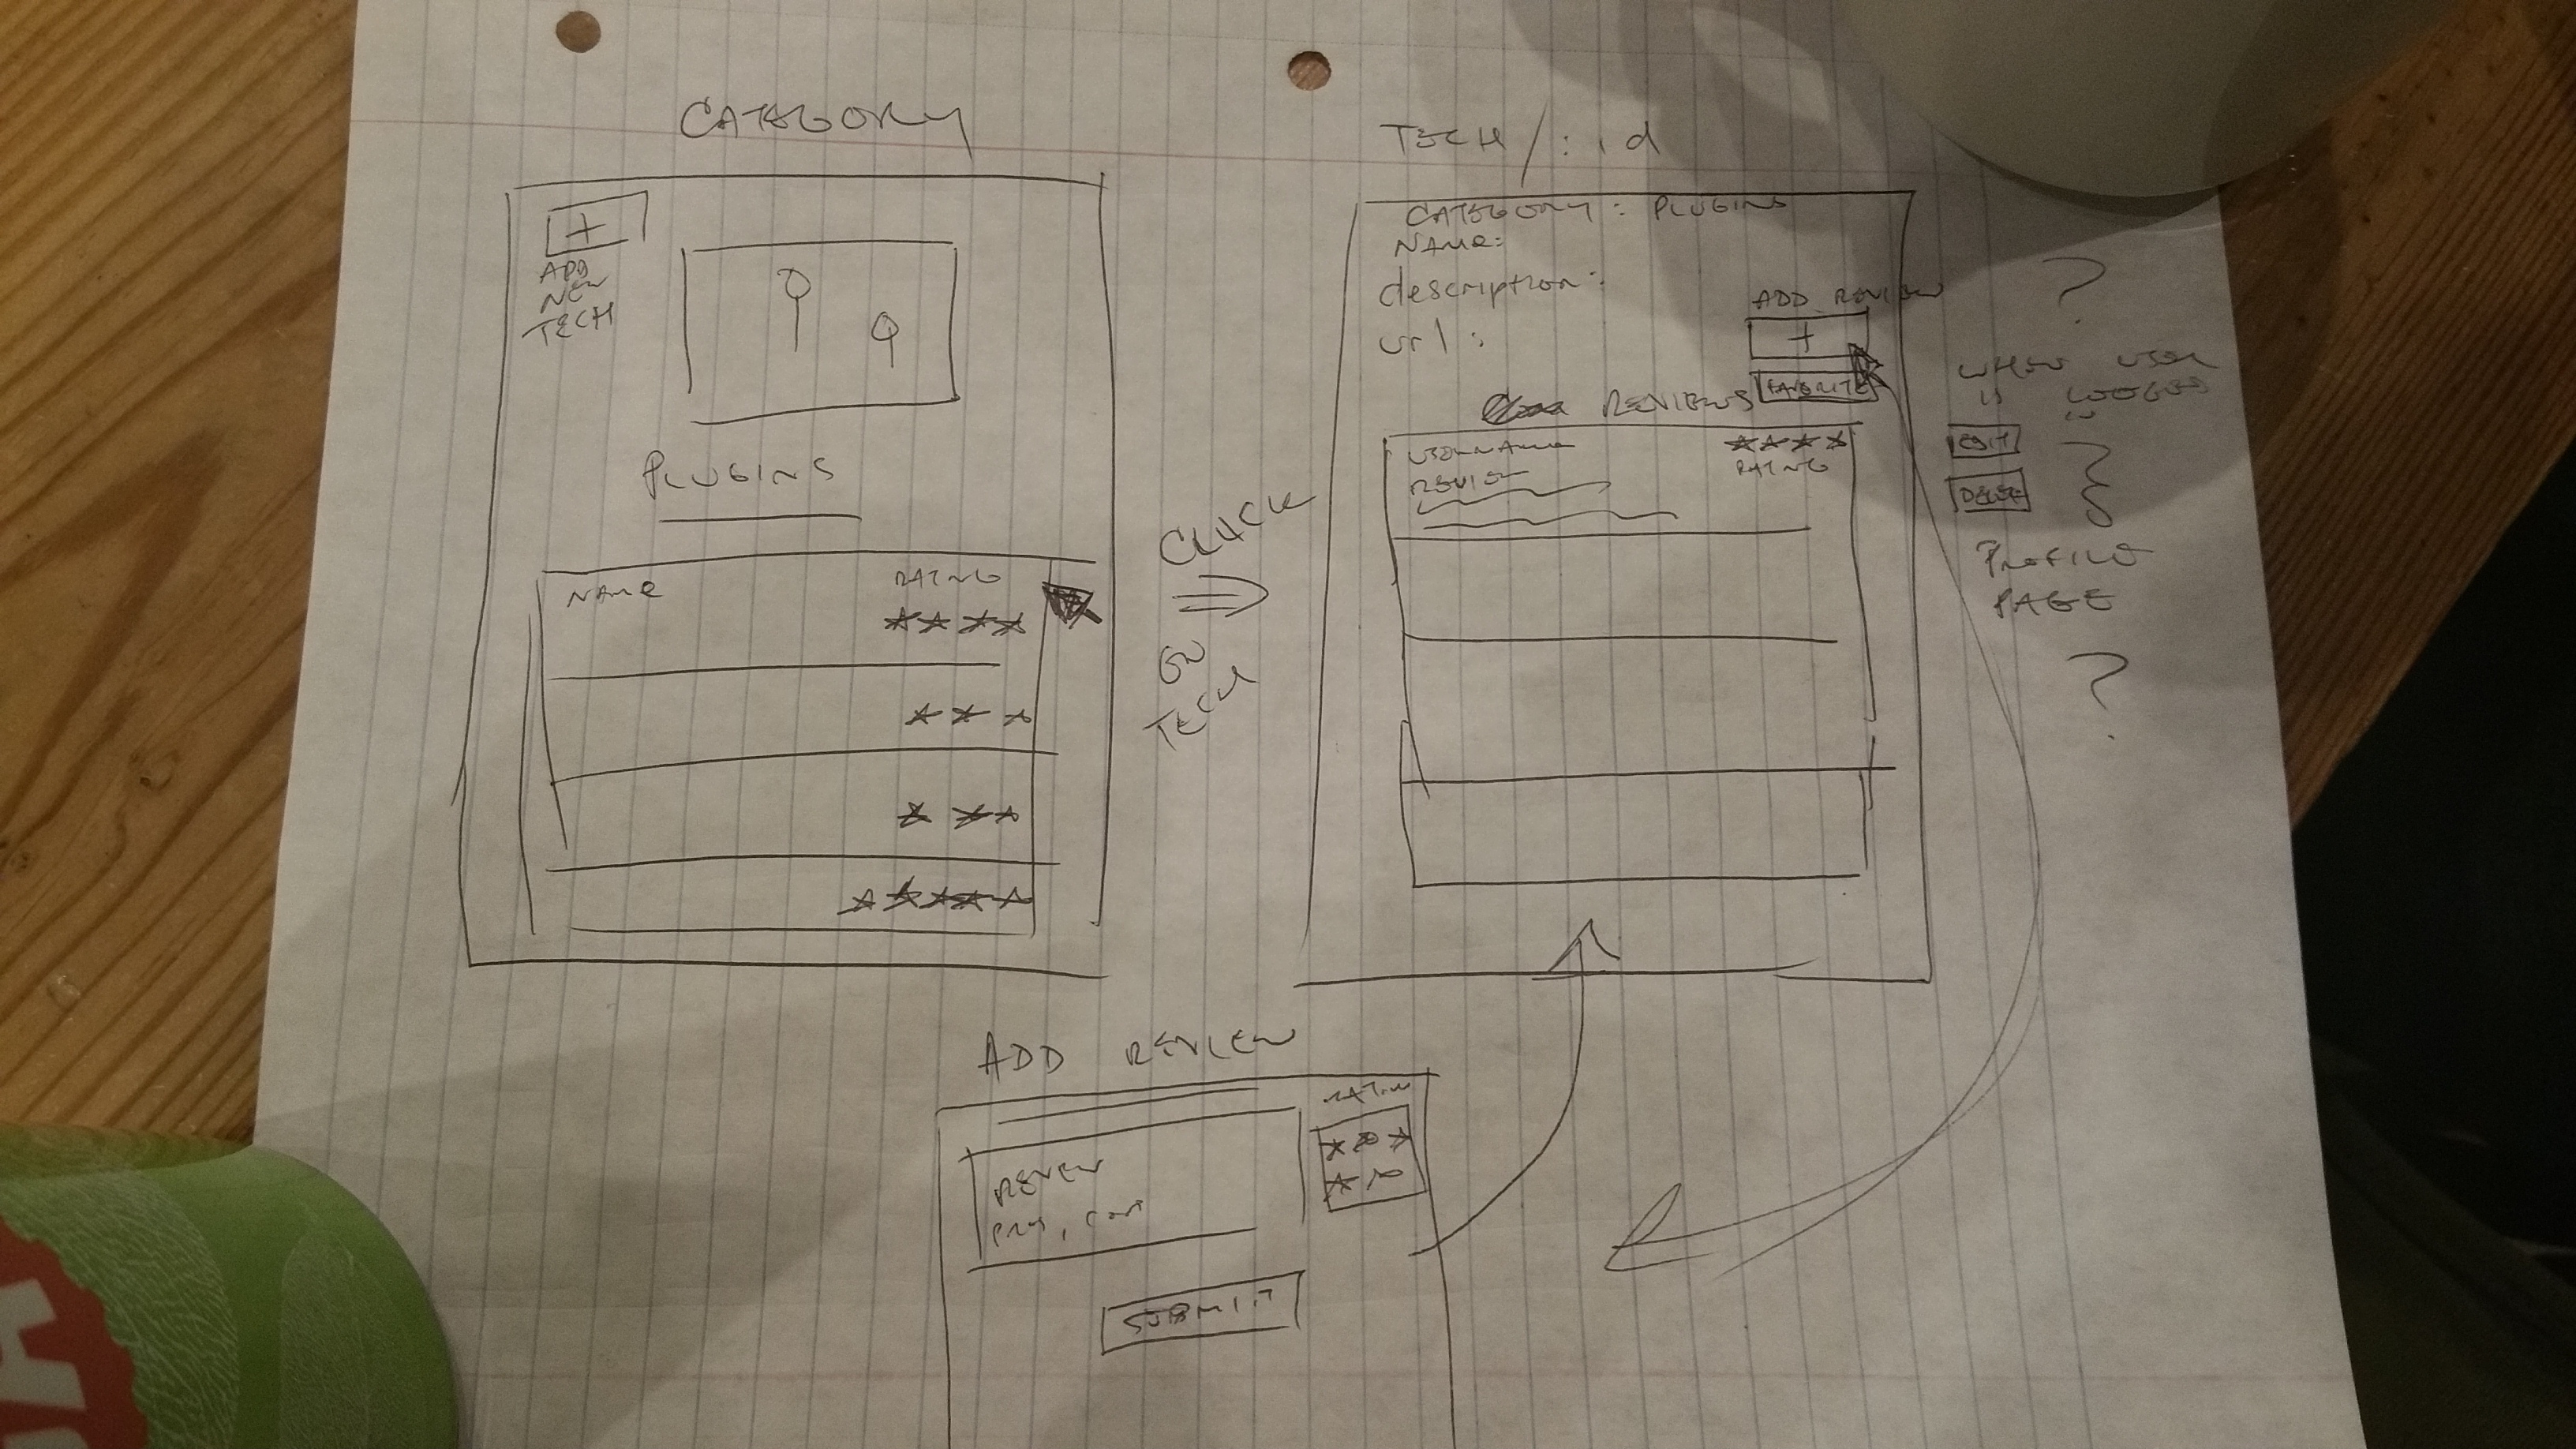 CATEGORY
+
ADD
NEW
TECH
PLUGINS
NAME
RATING
CLICK
GO
TECH
TECH/:id
CATEGORY: PLUGINS
NAME:
description:
url:
ADD REVIEW
+
FAVORITE
REVIEWS
USERNAME
REVIEW
RATING
?
WHEN USER
IS LOGGED
IN
EDIT
DELETE
PROFILE
PAGE
?
ADD REVIEW
RATING
REVIEW
PROS, CONS
SUBMIT